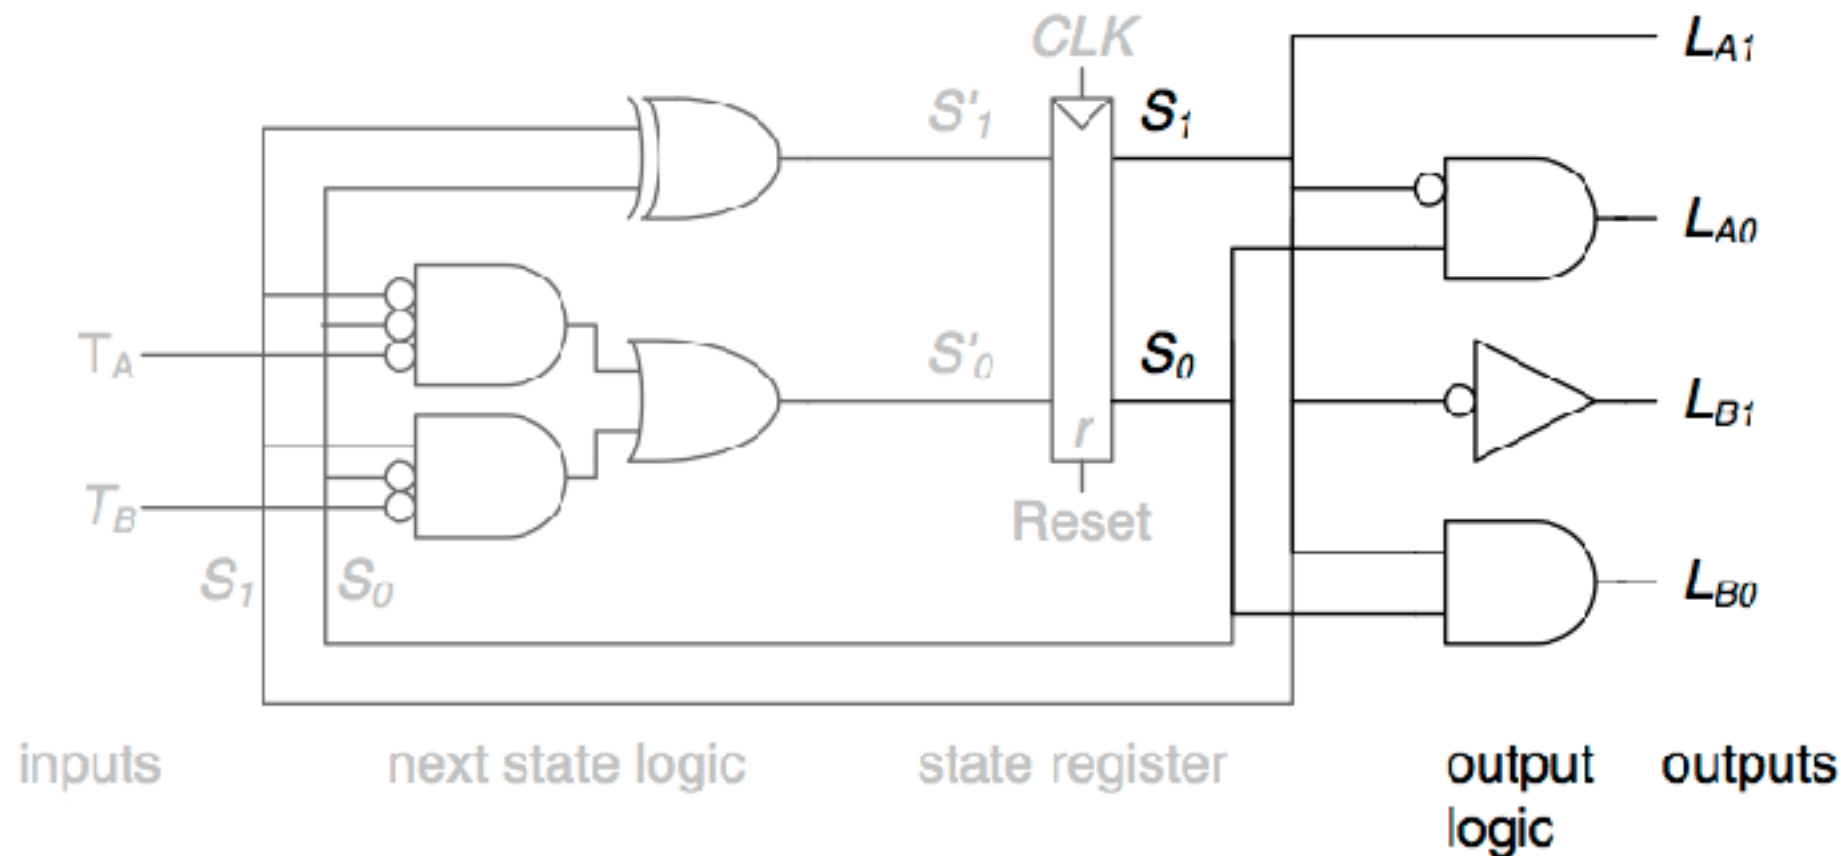 CLK
L_A1
S'_1
S_1
L_A0
T_A
S'_0
S_0
L_B1
r
T_B
Reset
S_1
S_0
L_B0
inputs
next state logic
state register
output
logic
outputs